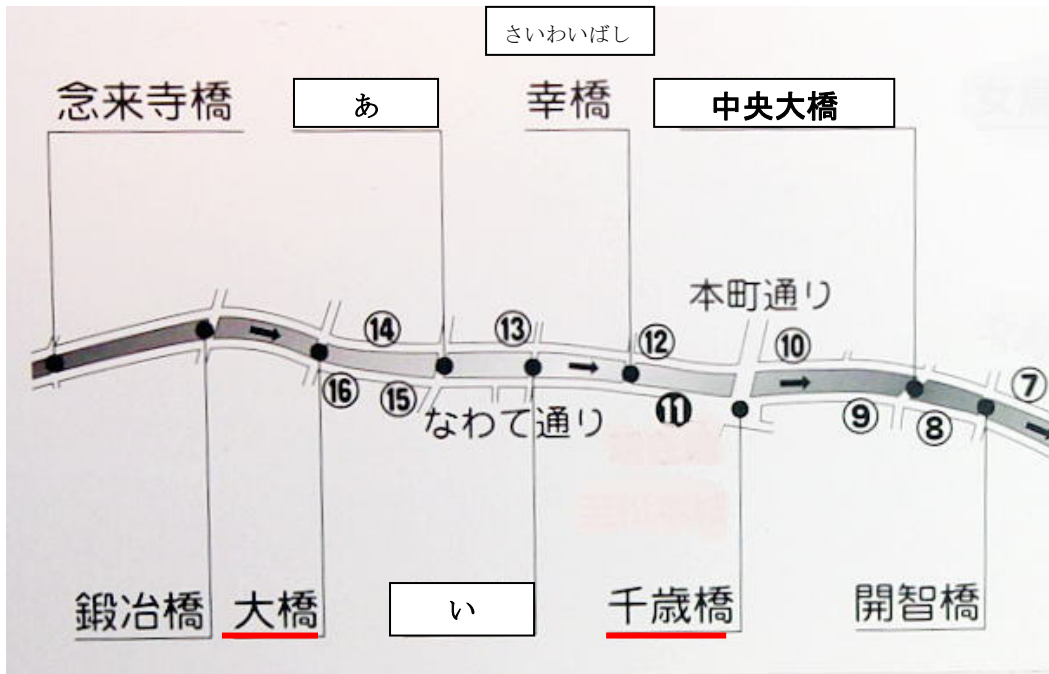 さいわいばし
念来寺橋
あ
幸橋
中央大橋
本町通り
⑭
⑬
⑫
⑩
⑦
⑯
⑮
なわて通り
⓫
⑨
⑧
鍛冶橋
大橋
い
千歳橋
開智橋